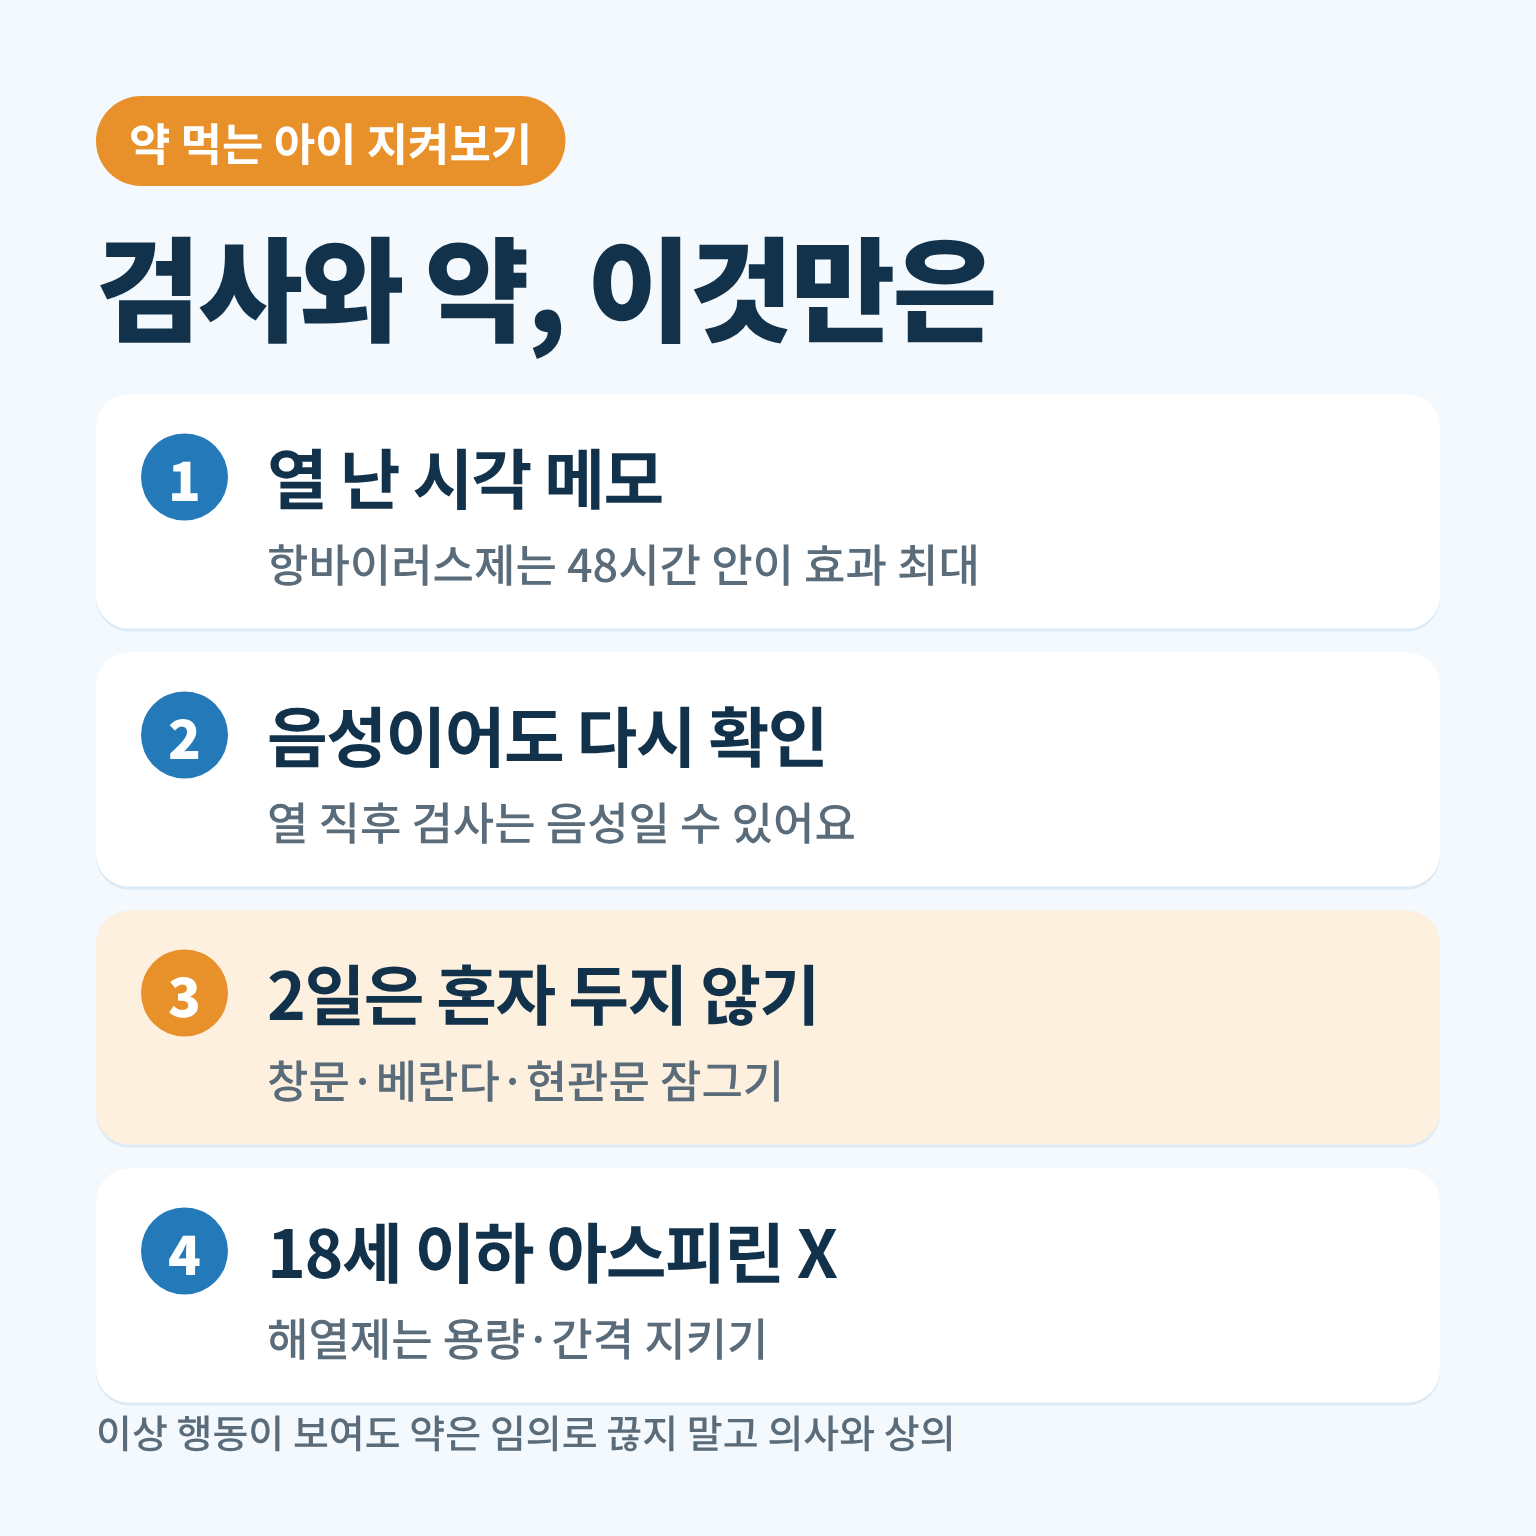 약 먹는 아이 지켜보기
검사와 약, 이것만은
1
열 난 시각 메모
항바이러스제는 48시간 안이 효과 최대
2
음성이어도 다시 확인
열 직후 검사는 음성일 수 있어요
3
2일은 혼자 두지 않기
창문·베란다·현관문 잠그기
4
18세 이하 아스피린 X
해열제는 용량·간격 지키기
이상 행동이 보여도 약은 임의로 끊지 말고 의사와 상의